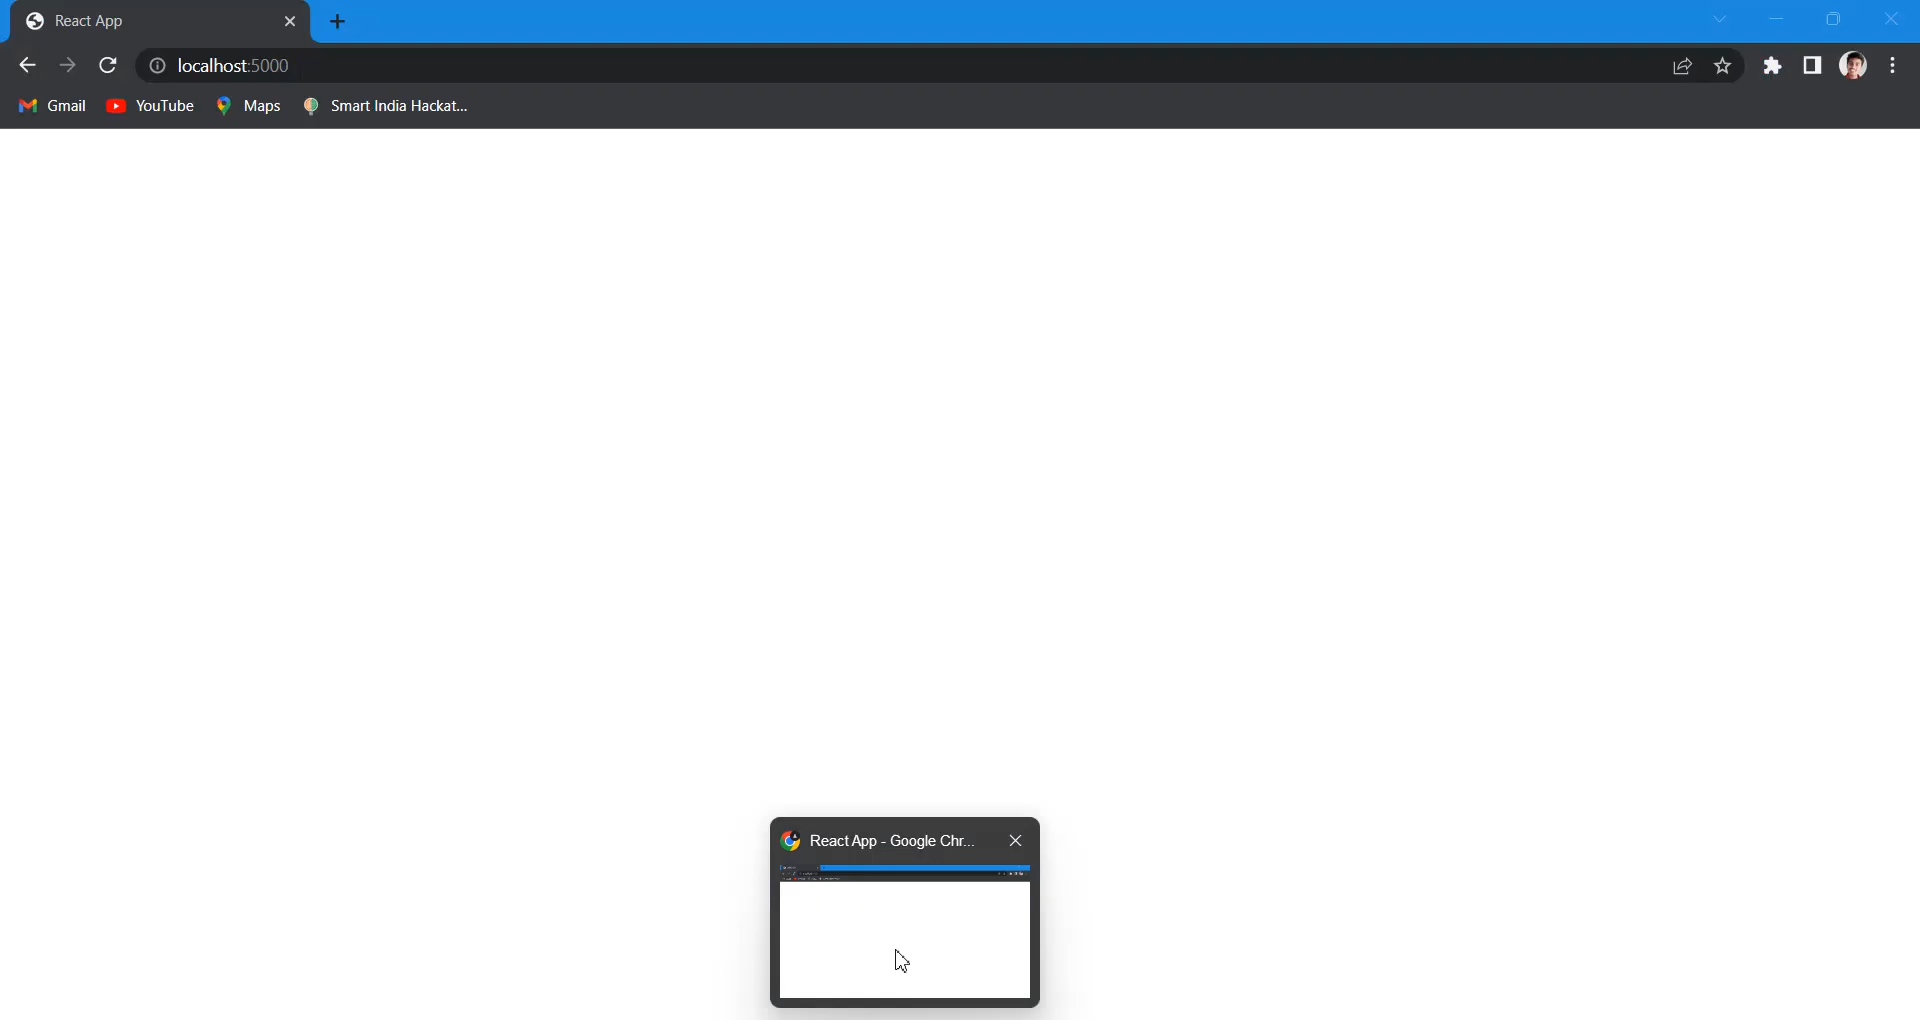 React App
localhost:5000
Gmail
YouTube
Maps
Smart India Hackat...
React App - Google Chr...